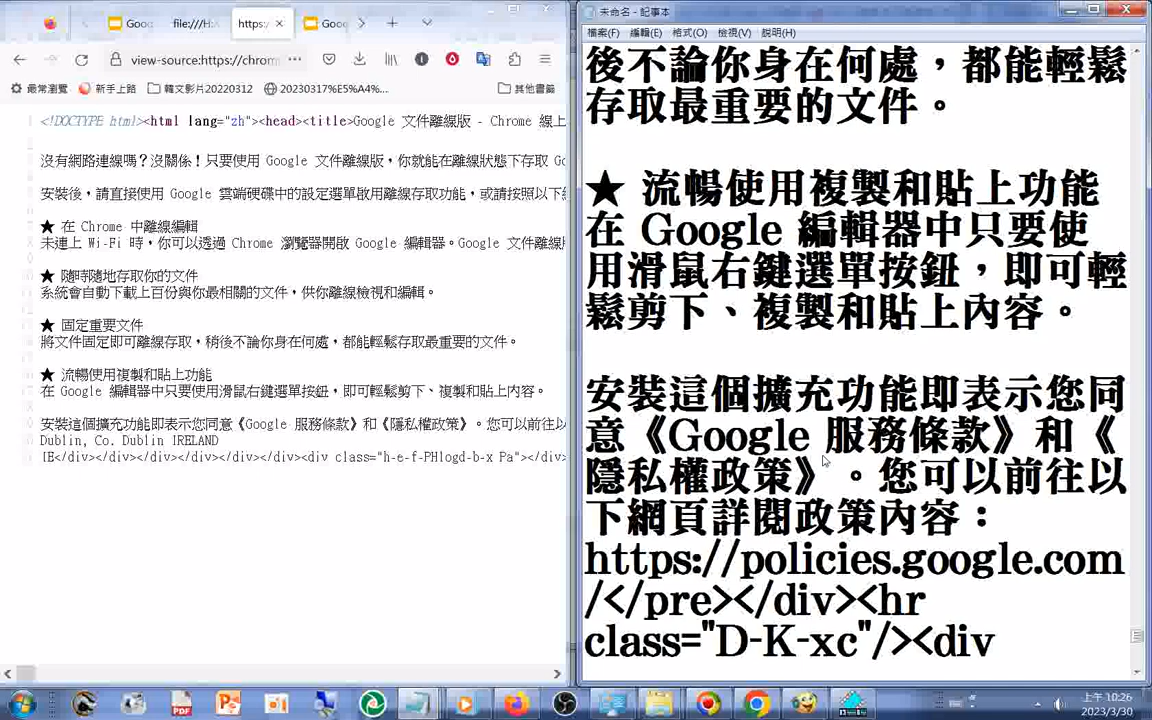 Goog
file:///H:/
https:/
Goo
view-source:https://chrom
最常瀏覽
新手上路
韓文影片20220312
20230317%E5%A4%...
其他書籤
<!DOCTYPE html><html lang="zh"><head><title>Google 文件離線版 - Chrome 線上
沒有網路連線嗎？沒關係！只要使用 Google 文件離線版，你就能在離線狀態下存取 Go
安裝後，請直接使用 Google 雲端硬碟中的設定選單啟用離線存取功能，或請按照以下
★ 在 Chrome 中離線編輯
未連上 Wi-Fi 時，你可以透過 Chrome 瀏覽器開啟 Google 編輯器。Google 文件離線
★ 隨時隨地存取你的文件
系統會自動下載上百份與你最相關的文件，供你離線檢視和編輯。
★ 固定重要文件
將文件固定即可離線存取，稍後不論你身在何處，都能輕鬆存取最重要的文件。
★ 流暢使用複製和貼上功能
在 Google 編輯器中只要使用滑鼠右鍵選單按鈕，即可輕鬆剪下、複製和貼上內容。
安裝這個擴充功能即表示您同意《Google 服務條款》和《隱私權政策》。您可以前往以
Dublin, Co. Dublin IRELAND
[E</div></div></div></div></div></div><div class="h-e-f-PHlogd-b-x Pa"></div>
未命名 - 記事本
檔案(F) 編輯(E) 格式(O) 檢視(V) 說明(H)
後不論你身在何處，都能輕鬆
存取最重要的文件。
★ 流暢使用複製和貼上功能
在 Google 編輯器中只要使
用滑鼠右鍵選單按鈕，即可輕
鬆剪下、複製和貼上內容。
安裝這個擴充功能即表示您同
意《Google 服務條款》和《
隱私權政策》。您可以前往以
下網頁詳閱政策內容：
https://policies.google.com
/</pre></div><hr
class="D-K-xc"/><div
上午 10:26
2023/3/30